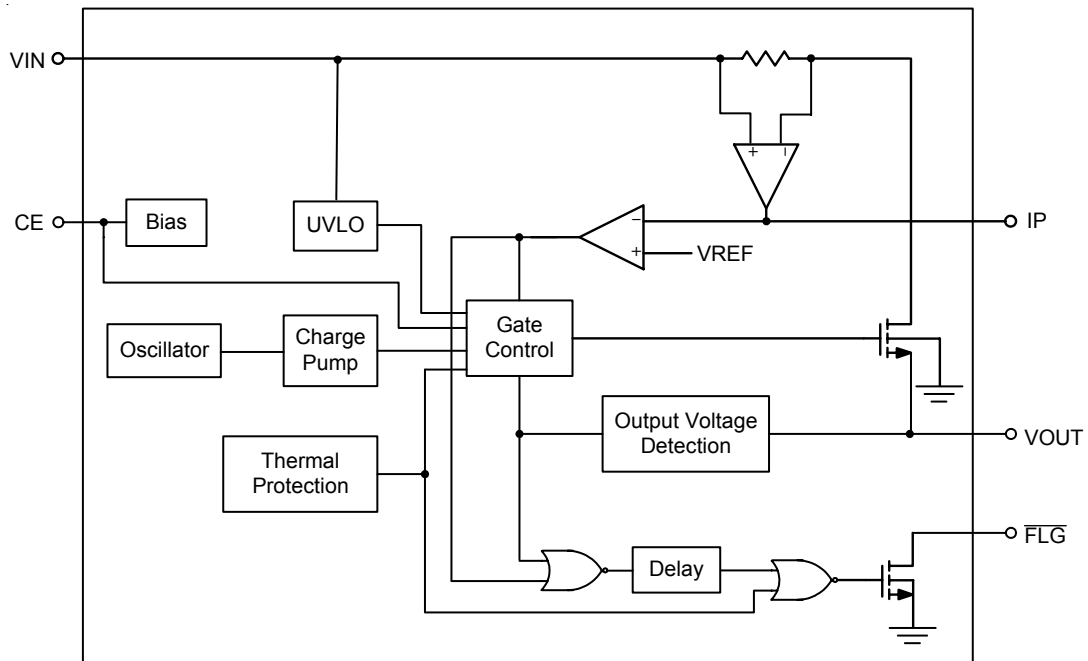 VIN
+
–
CE
Bias
UVLO
–
+
VREF
IP
Oscillator
Charge
Pump
Gate
Control
Output Voltage
Detection
VOUT
Thermal
Protection
FLG
Delay